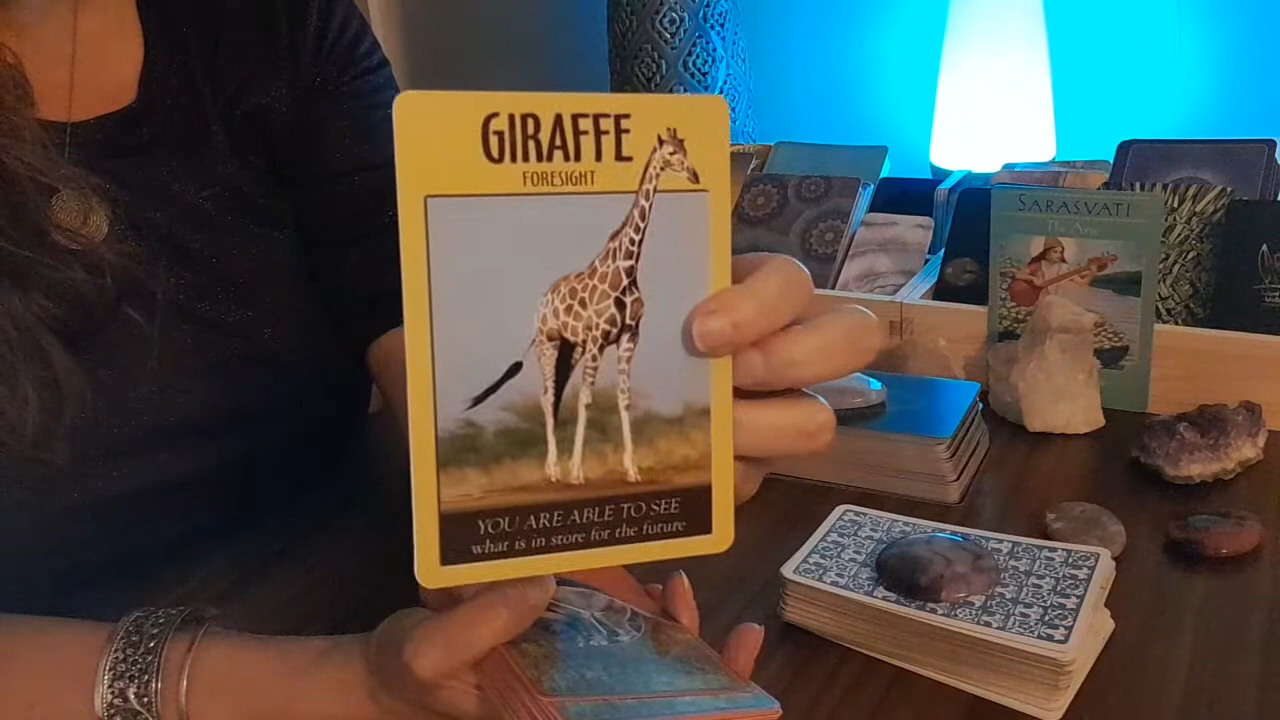 GIRAFFE
FORESIGHT
YOU ARE ABLE TO SEE
what is in store for the future
SARASVATI
The Arts